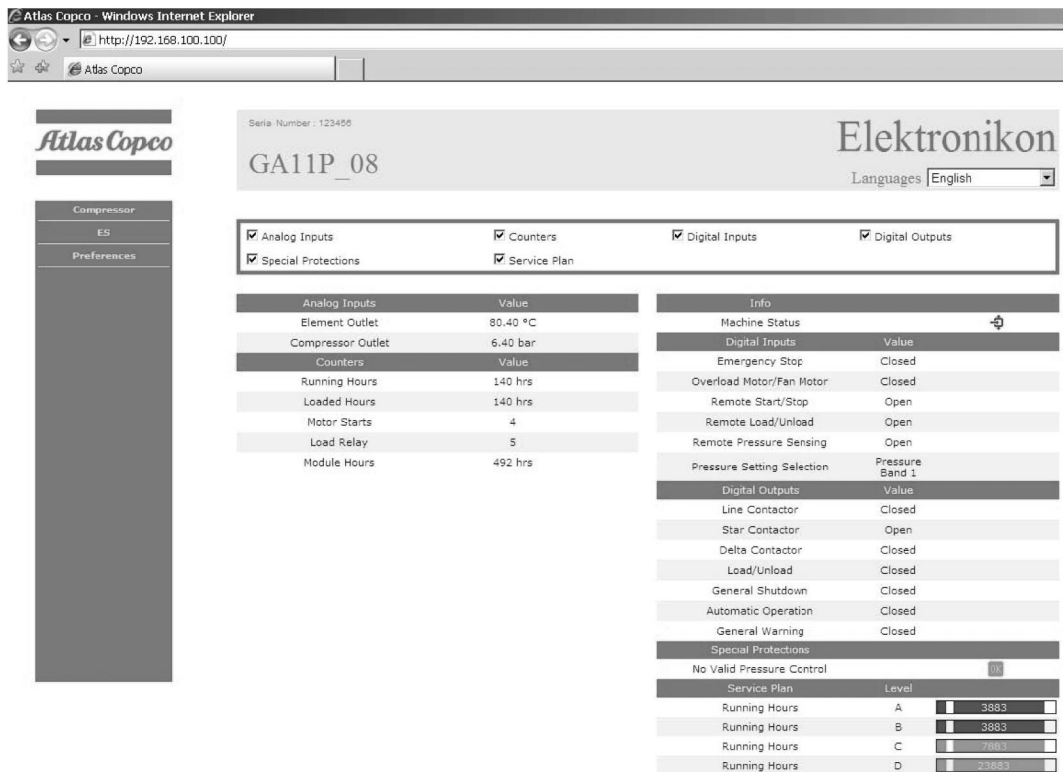 Atlas Copco - Windows Internet Explorer
http://192.168.100.100/
Atlas Copco
Atlas Copco
Seria Number : 123456
GA11P_08
Elektronikon
Languages English
Compressor
ES
Preferences
Analog Inputs Counters Digital Inputs Digital Outputs
Special Protections Service Plan
Analog Inputs Value
Element Outlet 80.40 °C
Compressor Outlet 6.40 bar
Counters Value
Running Hours 140 hrs
Loaded Hours 140 hrs
Motor Starts 4
Load Relay 5
Module Hours 492 hrs
Info
Machine Status
Digital Inputs Value
Emergency Stop Closed
Overload Motor/Fan Motor Closed
Remote Start/Stop Open
Remote Load/Unload Open
Remote Pressure Sensing Open
Pressure Setting Selection Pressure Band 1
Digital Outputs Value
Line Contactor Closed
Star Contactor Open
Delta Contactor Closed
Load/Unload Closed
General Shutdown Closed
Automatic Operation Closed
General Warning Closed
Special Protections
No Valid Pressure Control OK
Service Plan Level
Running Hours A 3883
Running Hours B 3883
Running Hours C 7883
Running Hours D 23883